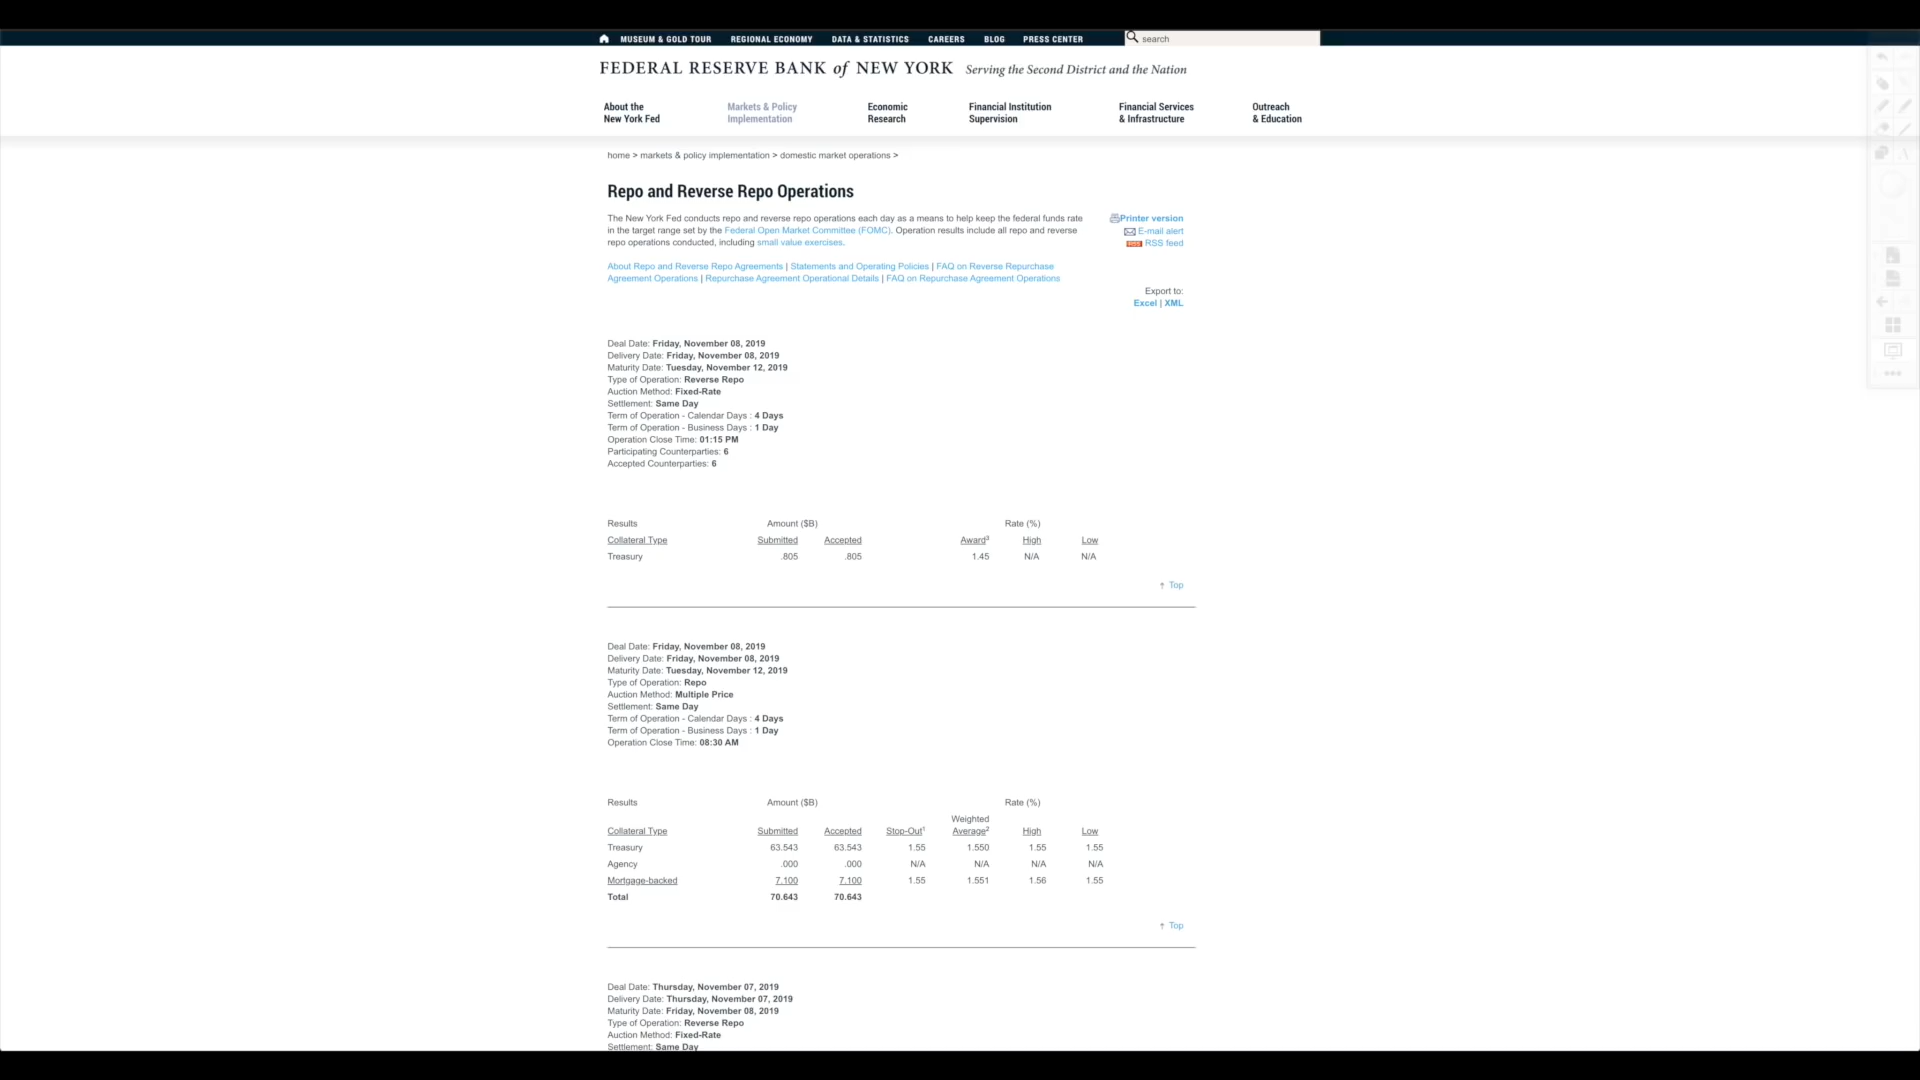 MUSEUM & GOLD TOUR REGIONAL ECONOMY DATA & STATISTICS CAREERS BLOG PRESS CENTER search
FEDERAL RESERVE BANK of NEW YORK Serving the Second District and the Nation
About the New York Fed
Markets & Policy Implementation
Economic Research
Financial Institution Supervision
Financial Services & Infrastructure
Outreach & Education
home > markets & policy implementation > domestic market operations >
Repo and Reverse Repo Operations
The New York Fed conducts repo and reverse repo operations each day as a means to help keep the federal funds rate
in the target range set by the Federal Open Market Committee (FOMC). Operation results include all repo and reverse
repo operations conducted, including small value exercises.
Printer version
E-mail alert
RSS RSS feed
About Repo and Reverse Repo Agreements | Statements and Operating Policies | FAQ on Reverse Repurchase
Agreement Operations | Repurchase Agreement Operational Details | FAQ on Repurchase Agreement Operations
Export to:
Excel | XML
Deal Date: Friday, November 08, 2019
Delivery Date: Friday, November 08, 2019
Maturity Date: Tuesday, November 12, 2019
Type of Operation: Reverse Repo
Auction Method: Fixed-Rate
Settlement: Same Day
Term of Operation - Calendar Days : 4 Days
Term of Operation - Business Days : 1 Day
Operation Close Time: 01:15 PM
Participating Counterparties: 6
Accepted Counterparties: 6
Results Amount ($B) Rate (%)
Collateral Type Submitted Accepted Award3 High Low
Treasury .805 .805 1.45 N/A N/A
↑ Top
Deal Date: Friday, November 08, 2019
Delivery Date: Friday, November 08, 2019
Maturity Date: Tuesday, November 12, 2019
Type of Operation: Repo
Auction Method: Multiple Price
Settlement: Same Day
Term of Operation - Calendar Days : 4 Days
Term of Operation - Business Days : 1 Day
Operation Close Time: 08:30 AM
Results Amount ($B) Rate (%)
Collateral Type Submitted Accepted Stop-Out1 Weighted Average2 High Low
Treasury 63.543 63.543 1.55 1.550 1.55 1.55
Agency .000 .000 N/A N/A N/A N/A
Mortgage-backed 7.100 7.100 1.55 1.551 1.56 1.55
Total 70.643 70.643
↑ Top
Deal Date: Thursday, November 07, 2019
Delivery Date: Thursday, November 07, 2019
Maturity Date: Friday, November 08, 2019
Type of Operation: Reverse Repo
Auction Method: Fixed-Rate
Settlement: Same Day